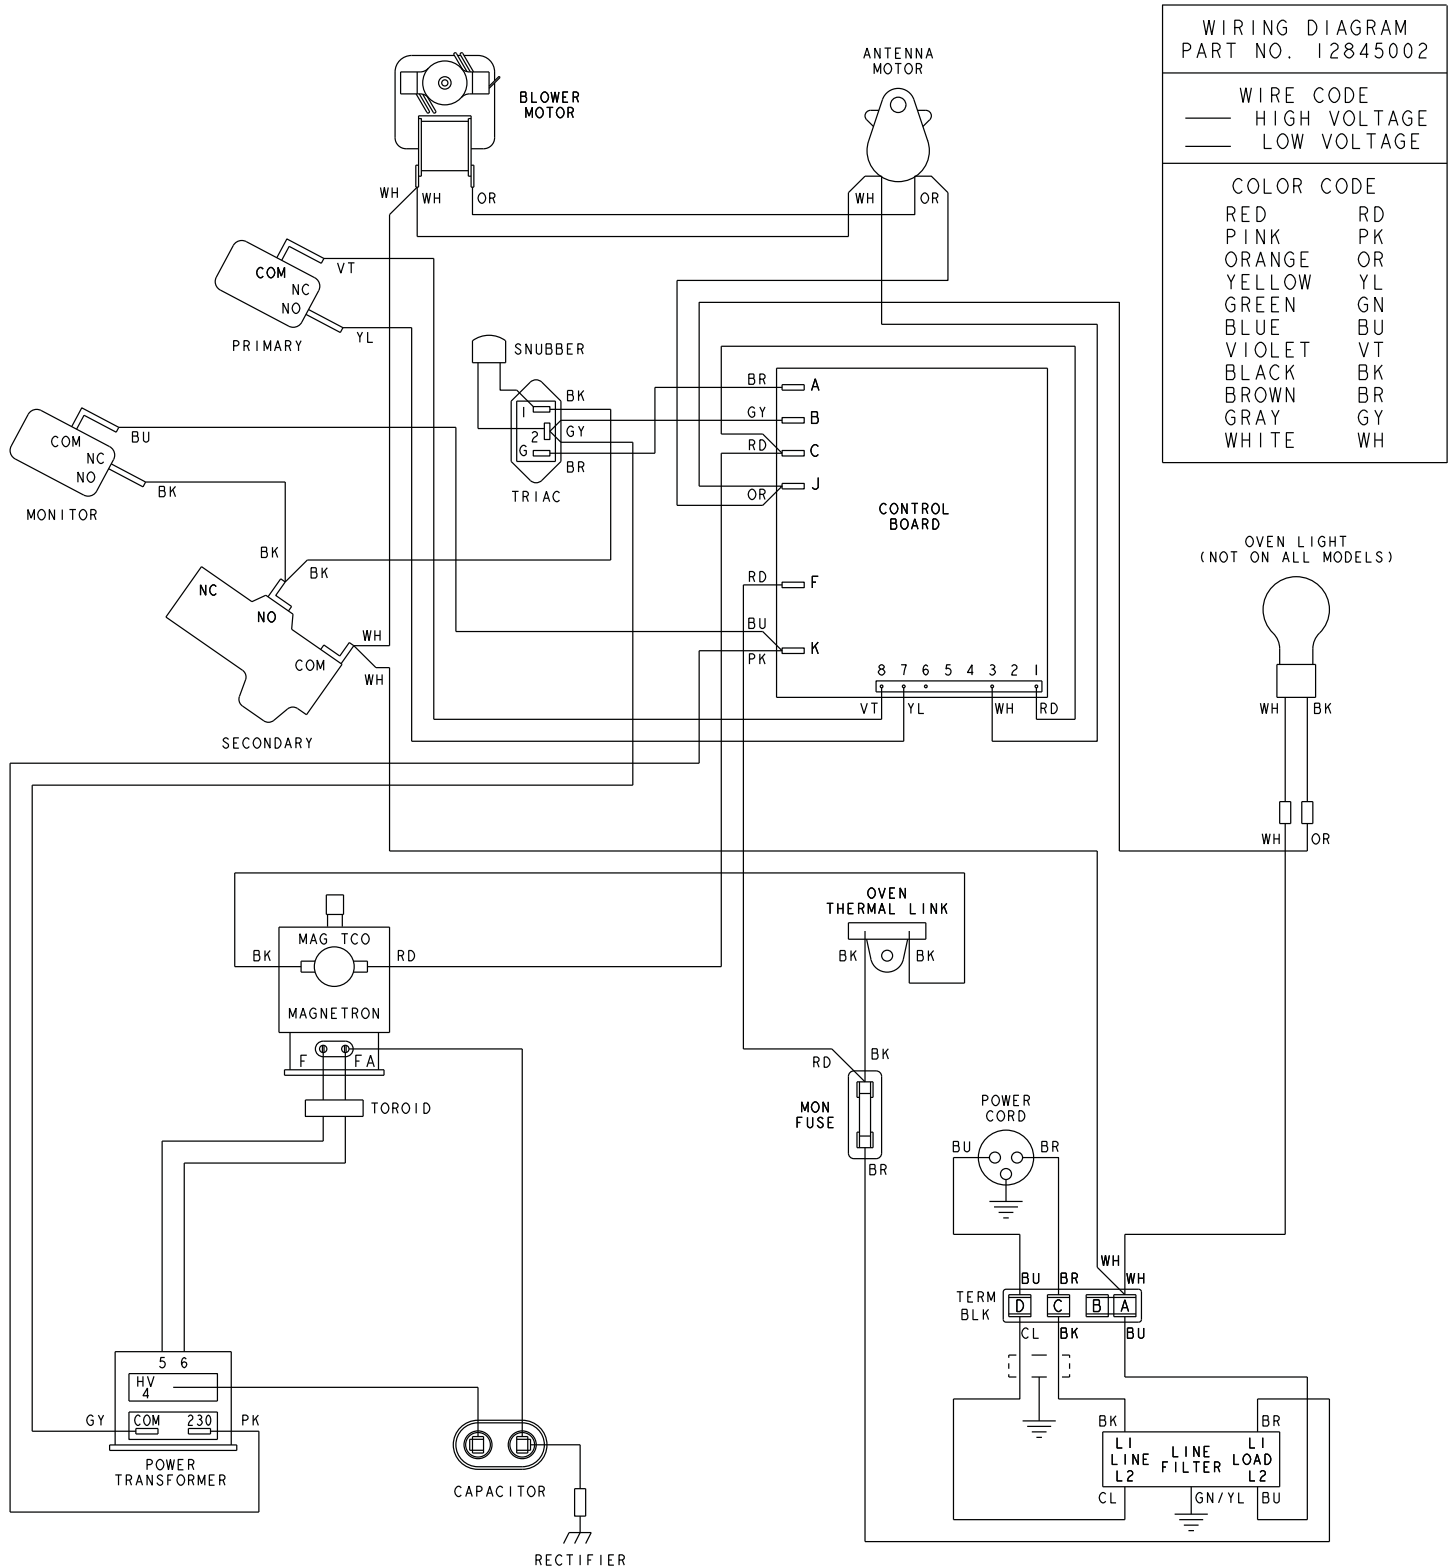 WIRING DIAGRAM
PART NO. 12845002
WIRE CODE
HIGH VOLTAGE
LOW VOLTAGE
COLOR CODE
RED RD
PINK PK
ORANGE OR
YELLOW YL
GREEN GN
BLUE BU
VIOLET VT
BLACK BK
BROWN BR
GRAY GY
WHITE WH
ANTENNA
MOTOR
BLOWER
MOTOR
WH WH OR
WH OR
COM
NC
NO
VT
YL
PRIMARY
SNUBBER
1
2
G
BK
GY
BR
TRIAC
BR A
GY B
RD C
J
OR
CONTROL
BOARD
RD F
BU
K
PK
8 7 6 5 4 3 2 1
VT YL WH RD
COM
NC
NO
BU
BK
MONITOR
BK
BK
NC
NO
COM
WH
WH
SECONDARY
OVEN LIGHT
(NOT ON ALL MODELS)
WH BK
WH OR
OVEN
THERMAL LINK
BK BK
MAG TCO
BK RD
MAGNETRON
F FA
TOROID
RD BK
MON
FUSE
BR
POWER
CORD
BU BR
WH
BU BR WH
TERM
BLK
D C B A
CL BK BU
BK BR
L1 L1
LINE LINE LOAD
FILTER
L2 L2
CL GN/YL BU
5 6
HV
4
GY COM 230 PK
POWER
TRANSFORMER
CAPACITOR
RECTIFIER